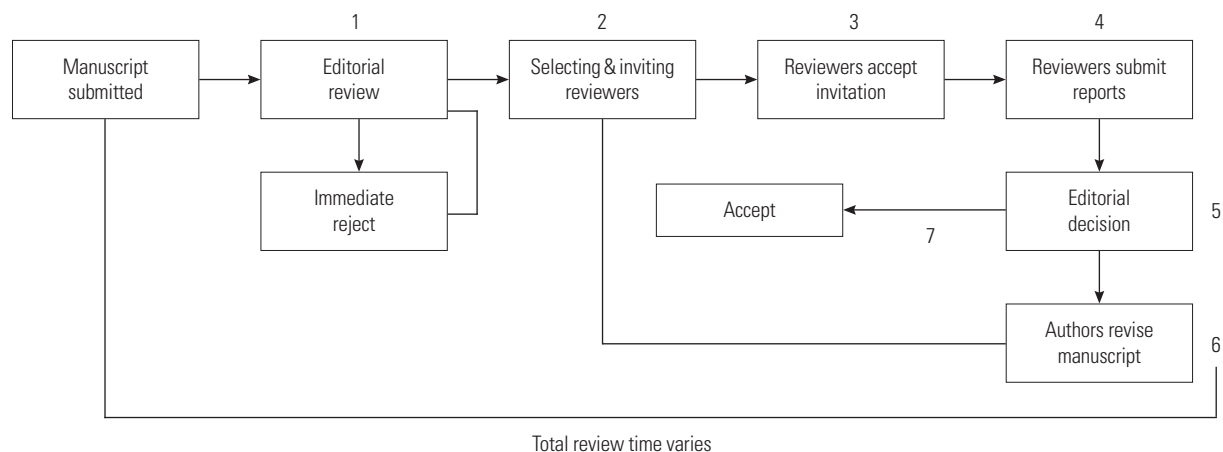 1
2
3
4
Manuscript
submitted
Editorial
review
Selecting & inviting
reviewers
Reviewers accept
invitation
Reviewers submit
reports
Immediate
reject
Accept
7
Editorial
decision
5
Authors revise
manuscript
6
Total review time varies